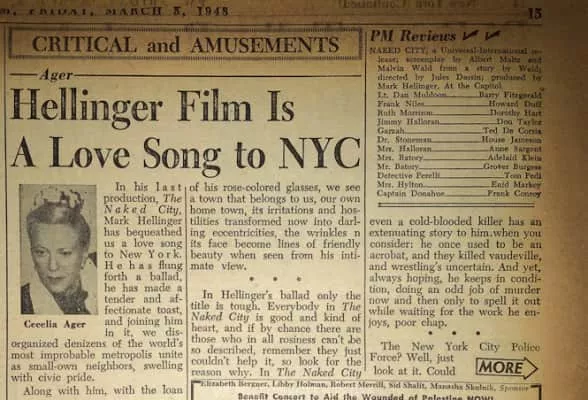 FRIDAY, MARCH 5, 1948
15
CRITICAL and AMUSEMENTS
Ager
Hellinger Film Is
A Love Song to NYC
Cecelia Ager
In his last
production, The
Naked City,
Mark Hellinger
has bequeathed
us a love song
to New York.
He has flung
forth a ballad,
he has made a
tender and af-
fectionate toast,
and joining him
in it, we dis-
organized denizens of the world's
most improbable metropolis unite
as small-own neighbors, swelling
with civic pride.
Along with him, with the loan
of his rose-colored glasses, we see
a town that belongs to us, our own
home town, its irritations and hos-
tilities transformed now into darl-
ing eccentricities, the wrinkles n
its face become lines of friendly
beauty when seen from his inti-
mate view.
* * *
In Hellinger's ballad only the
title is tough. Everybody in The
Naked City is good and kind of
heart, and if by chance there are
those who in all rosiness can't be
so described, remember they just
couldn't help it, so look for the
reason why. In The Naked City
PM Reviews
NAKED CITY, a Universal-International re-
lease; screenplay by Albert Maltz and
Malvin Wald from a story by Wald;
directed by Jules Dassin; produced by
Mark Hellinger. At the Capitol.
Lt. Dan Muldoon Barry Fitzgerald
Frank Niles Howard Duff
Ruth Morrison Dorothy Hart
Jimmy Halloran Don Taylor
Garzah Ted De Corsia
Dr. Stoneman House Jameson
Mrs. Halloran Anne Sargent
Mrs. Batory Adelaid Klein
Mr. Batory Grover Burgess
Detective Perelli Tom Pedi
Mrs. Hylton Enid Markey
Captain Donahue Frank Conroy
even a cold-blooded killer has an
extenuating story to him.when you
consider: he once used to be an
acrobat, and they killed vaudeville,
and wrestling's uncertain. And yet,
always hoping, he keeps in condi-
tion, doing an odd job of murder
now and then only to spell it out
while waiting for the work he en-
joys, poor chap.
* * *
The New York City Police
Force? Well, just
look at it. Could
MORE
Elizabeth Bergner, Libby Holman, Robert Merrill, Sid Shalit, Manasha Skulnik, Sponsor
Benefit Concert to Aid the Wounded of Palestine NOW!